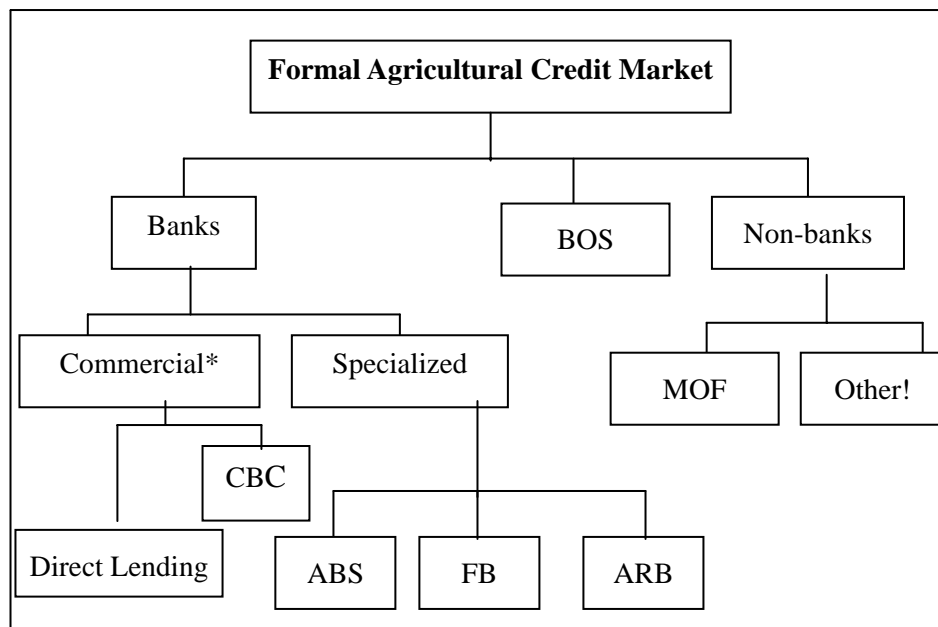 Formal Agricultural Credit Market
Banks
BOS
Non-banks
Commercial*
Specialized
MOF
Other!
CBC
Direct Lending
ABS
FB
ARB